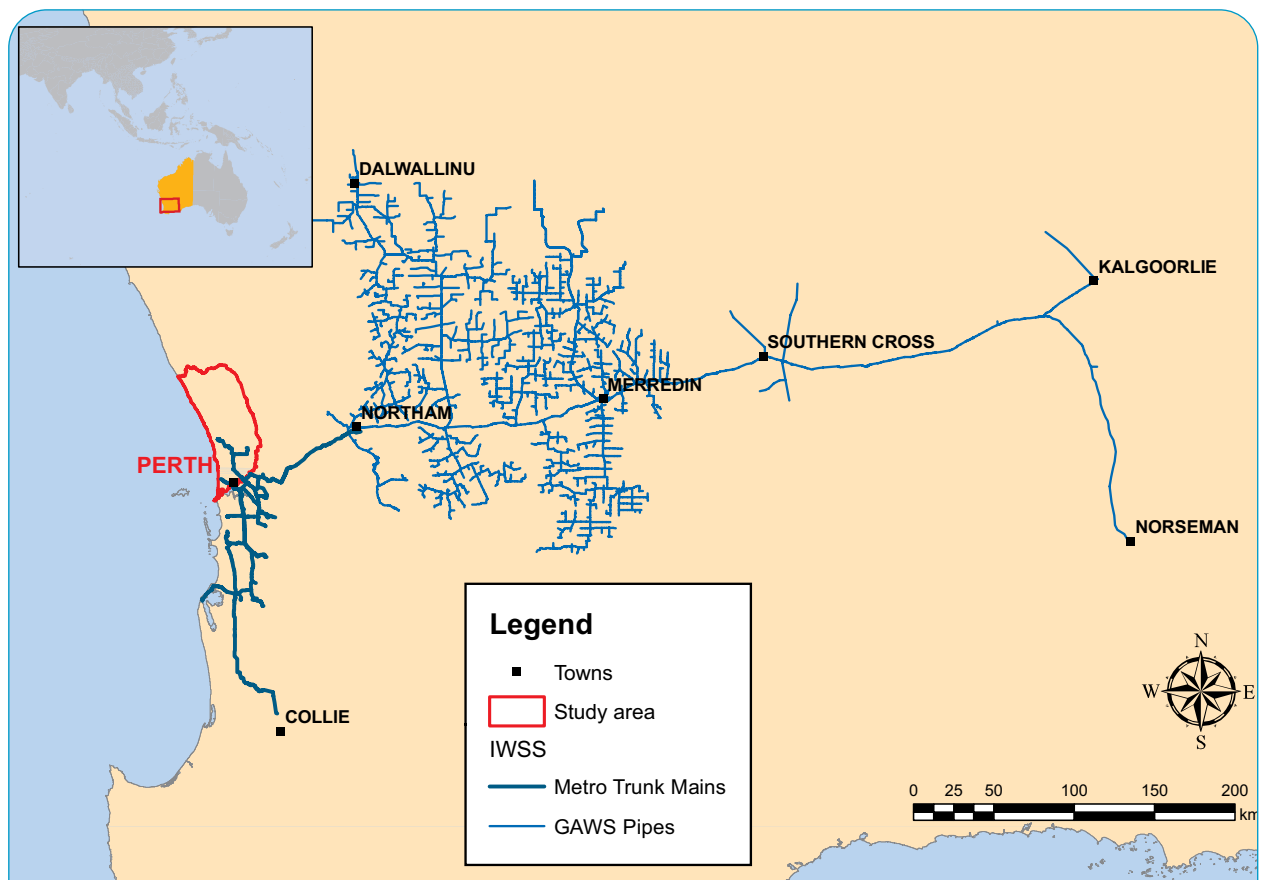 DALWALLINU
KALGOORLIE
SOUTHERN CROSS
MERREDIN
NORTHAM
PERTH
NORSEMAN
COLLIE
Legend
Towns
Study area
IWSS
Metro Trunk Mains
GAWS Pipes
N
W E
S
0 25 50 100 150 200
km